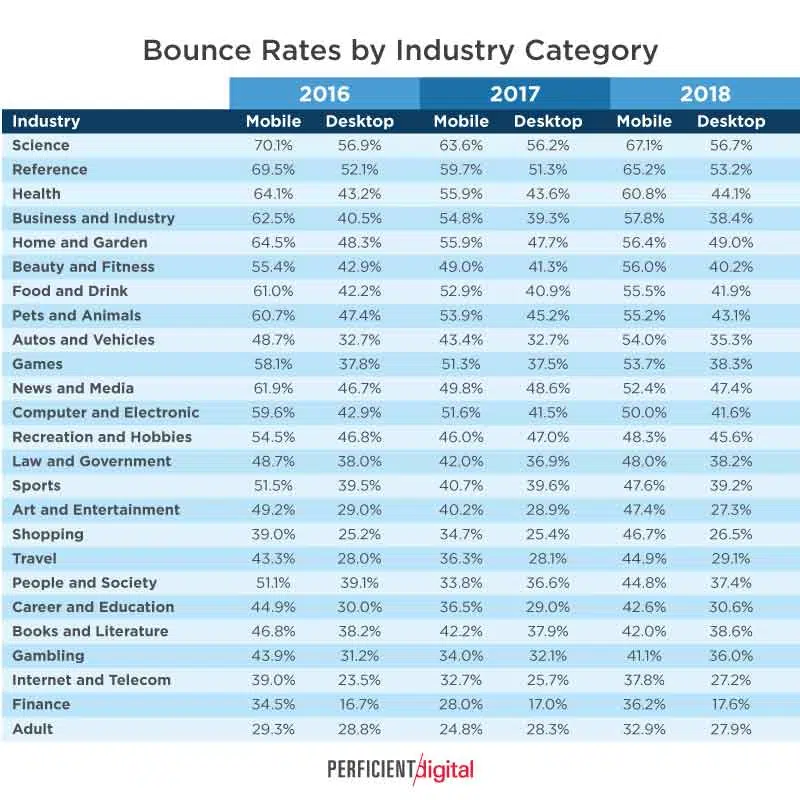 Bounce Rates by Industry Category
2016 2017 2018
Industry Mobile Desktop Mobile Desktop Mobile Desktop
Science 70.1% 56.9% 63.6% 56.2% 67.1% 56.7%
Reference 69.5% 52.1% 59.7% 51.3% 65.2% 53.2%
Health 64.1% 43.2% 55.9% 43.6% 60.8% 44.1%
Business and Industry 62.5% 40.5% 54.8% 39.3% 57.8% 38.4%
Home and Garden 64.5% 48.3% 55.9% 47.7% 56.4% 49.0%
Beauty and Fitness 55.4% 42.9% 49.0% 41.3% 56.0% 40.2%
Food and Drink 61.0% 42.2% 52.9% 40.9% 55.5% 41.9%
Pets and Animals 60.7% 47.4% 53.9% 45.2% 55.2% 43.1%
Autos and Vehicles 48.7% 32.7% 43.4% 32.7% 54.0% 35.3%
Games 58.1% 37.8% 51.3% 37.5% 53.7% 38.3%
News and Media 61.9% 46.7% 49.8% 48.6% 52.4% 47.4%
Computer and Electronic 59.6% 42.9% 51.6% 41.5% 50.0% 41.6%
Recreation and Hobbies 54.5% 46.8% 46.0% 47.0% 48.3% 45.6%
Law and Government 48.7% 38.0% 42.0% 36.9% 48.0% 38.2%
Sports 51.5% 39.5% 40.7% 39.6% 47.6% 39.2%
Art and Entertainment 49.2% 29.0% 40.2% 28.9% 47.4% 27.3%
Shopping 39.0% 25.2% 34.7% 25.4% 46.7% 26.5%
Travel 43.3% 28.0% 36.3% 28.1% 44.9% 29.1%
People and Society 51.1% 39.1% 33.8% 36.6% 44.8% 37.4%
Career and Education 44.9% 30.0% 36.5% 29.0% 42.6% 30.6%
Books and Literature 46.8% 38.2% 42.2% 37.9% 42.0% 38.6%
Gambling 43.9% 31.2% 34.0% 32.1% 41.1% 36.0%
Internet and Telecom 39.0% 23.5% 32.7% 25.7% 37.8% 27.2%
Finance 34.5% 16.7% 28.0% 17.0% 36.2% 17.6%
Adult 29.3% 28.8% 24.8% 28.3% 32.9% 27.9%
PERFICIENT/digital